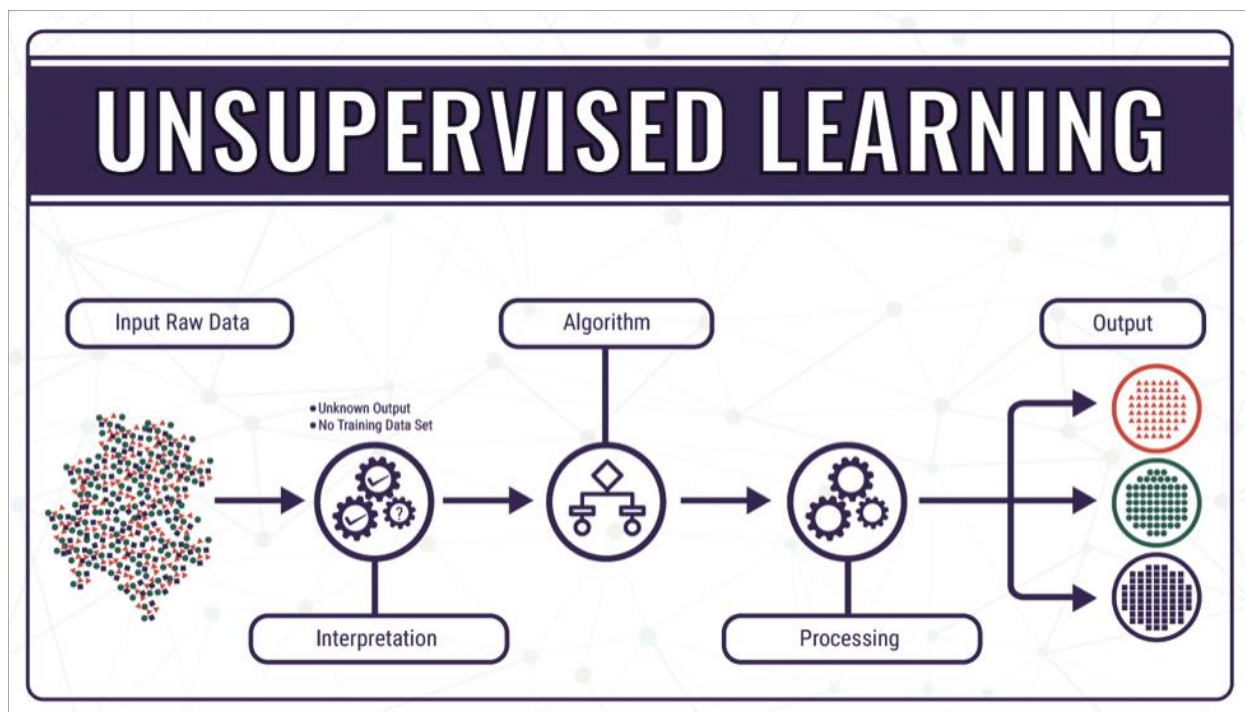 UNSUPERVISED LEARNING
Input Raw Data
Algorithm
Output
• Unknown Output
• No Training Data Set
?
Interpretation
Processing